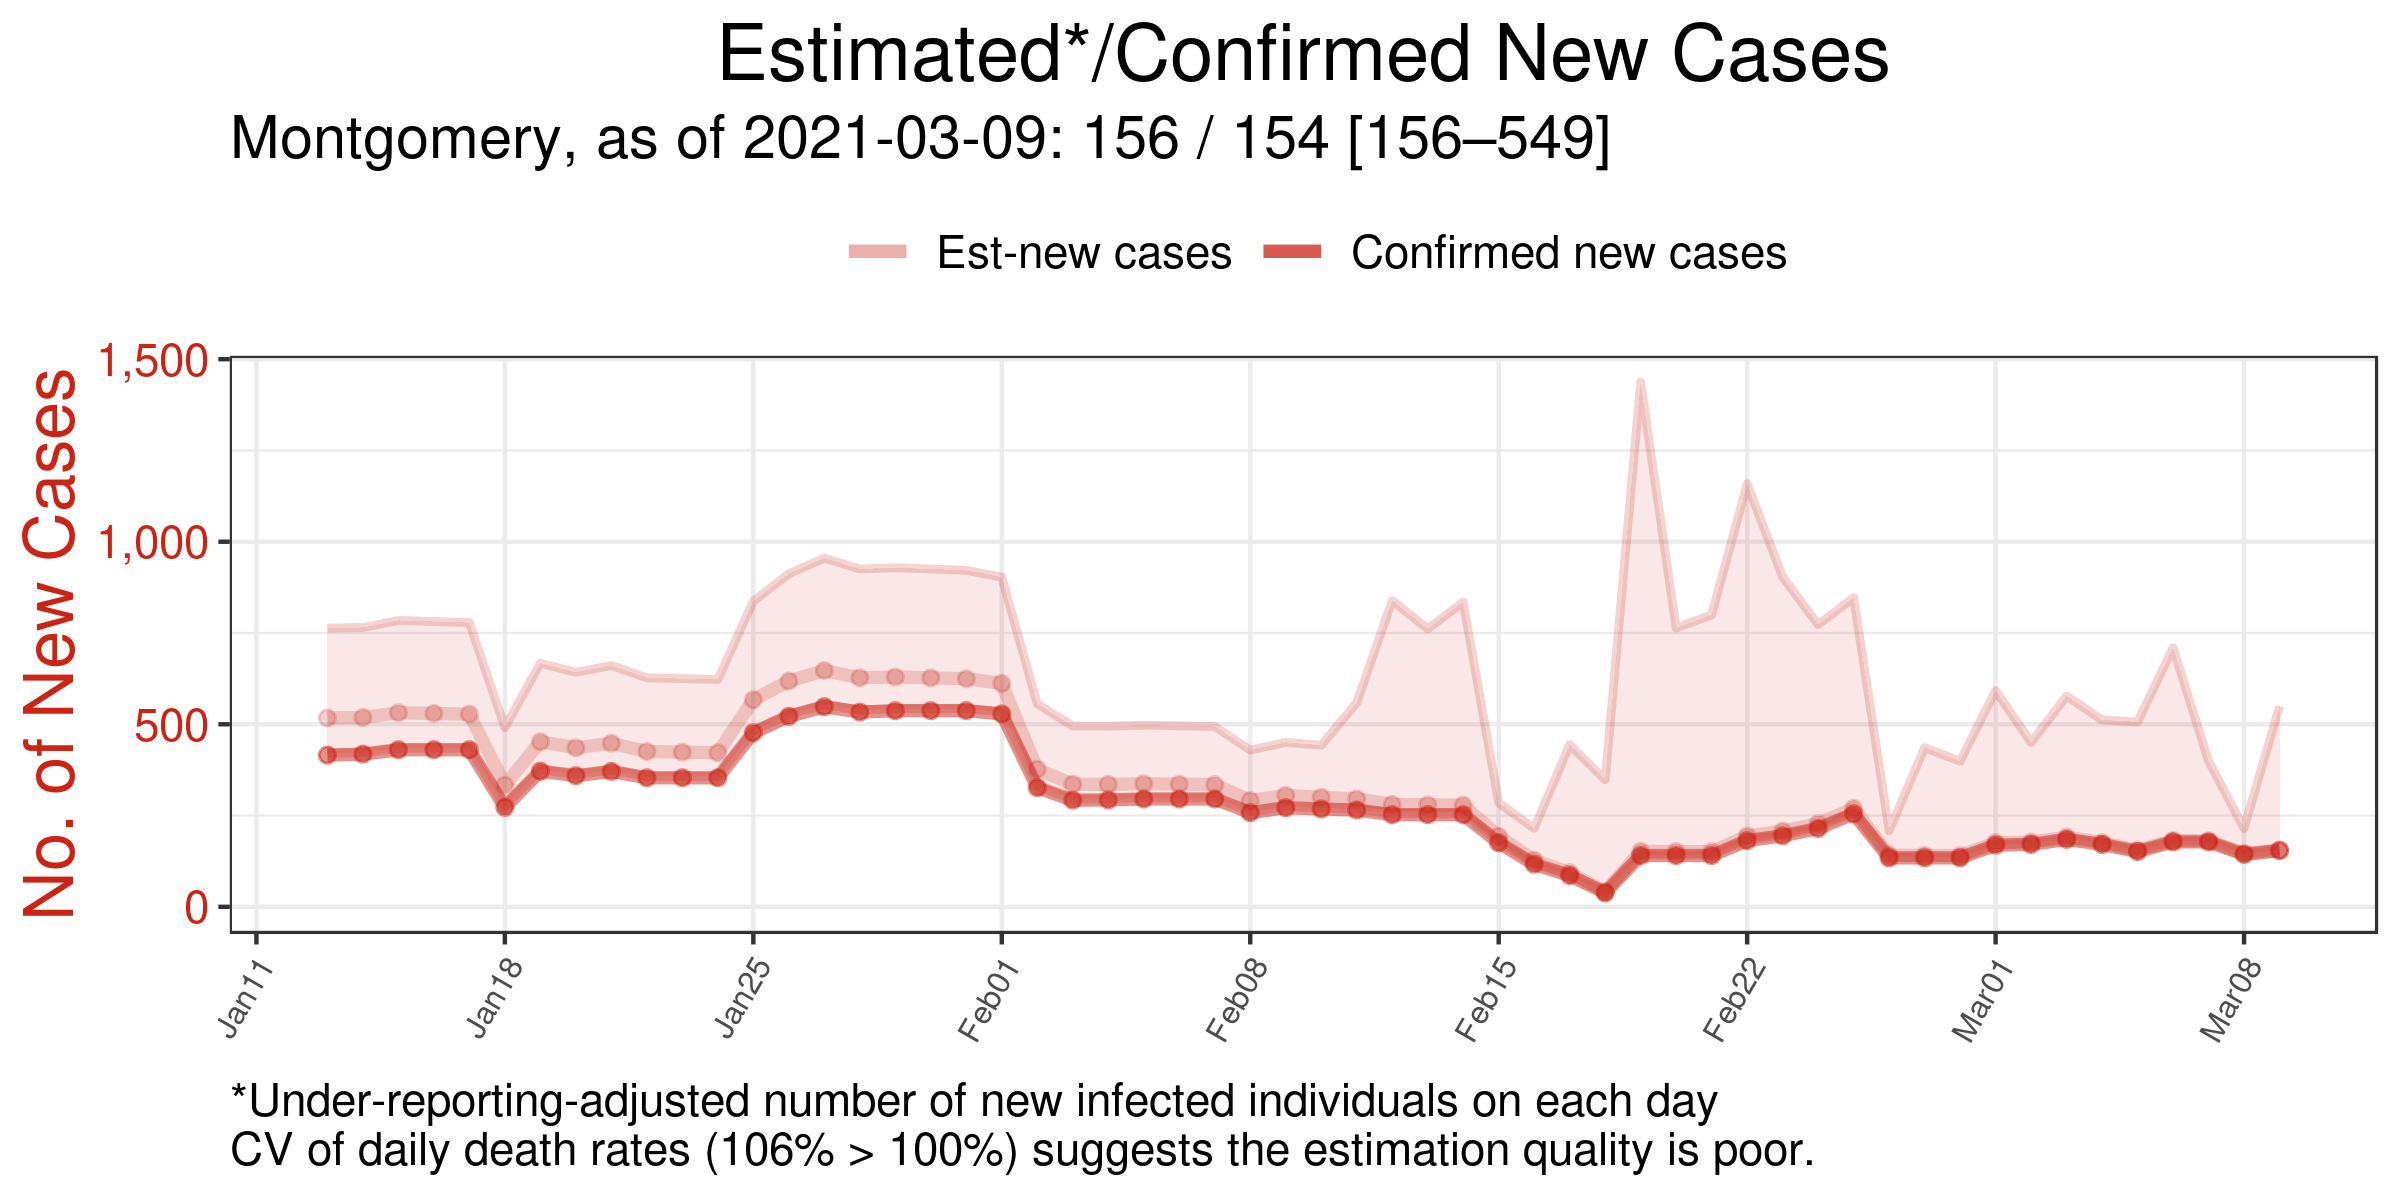 Estimated*/Confirmed New Cases
Montgomery, as of 2021-03-09: 156 / 154 [156–549]
Est-new cases
Confirmed new cases
No. of New Cases
1,500
1,000
500
0
Jan11
Jan18
Jan25
Feb01
Feb08
Feb15
Feb22
Mar01
Mar08
*Under-reporting-adjusted number of new infected individuals on each day
CV of daily death rates (106% > 100%) suggests the estimation quality is poor.